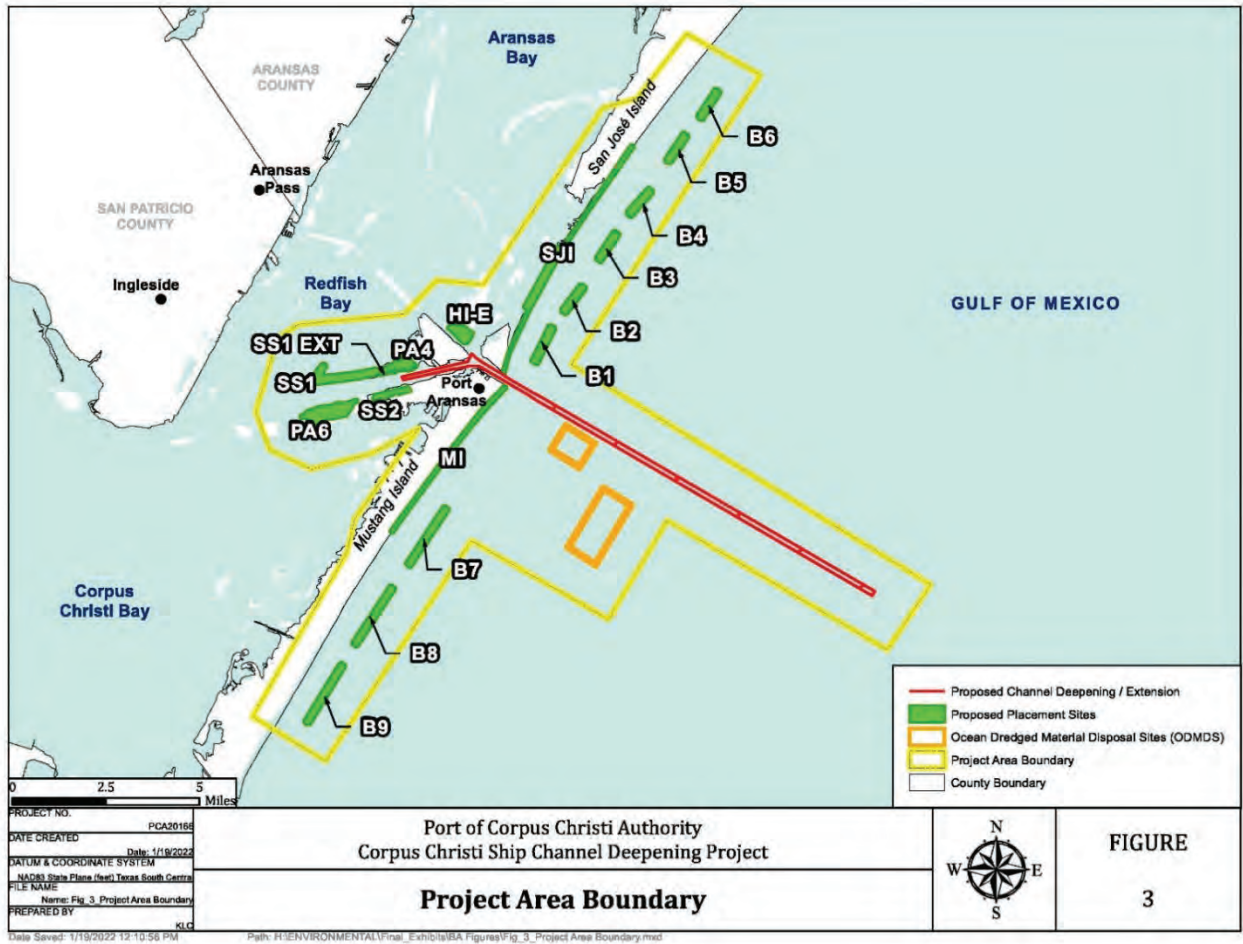 Aransas
Bay
ARANSAS
COUNTY
San José Island
B6
Aransas
Pass
B5
SAN PATRICIO
COUNTY
B4
SJI
B3
Redfish
Bay
Ingleside
GULF OF MEXICO
HI-E
B2
SS1 EXT
PA4
B1
SS1
Port
Aransas
SS2
PA6
MI
Mustang Island
B7
Corpus
Christi Bay
B8
B9
Proposed Channel Deepening / Extension
Proposed Placement Sites
Ocean Dredged Material Disposal Sites (ODMDS)
Project Area Boundary
County Boundary
0 2.5 5
Miles
PROJECT NO.
DATE CREATED
Date: 1/19/2022
DATUM & COORDINATE SYSTEM
NAD83 State Plane (feet) Texas South Centra
FILE NAME
Name: Fig_3_Project Area Boundary
PREPARED BY
KLC
Port of Corpus Christi Authority
Corpus Christi Ship Channel Deepening Project
Project Area Boundary
N
W E
S
FIGURE
3
Date Saved: 1/19/2022 12:10:56 PM
Path: H:\ENVIRONMENTAL\Final_Exhibits\BA Figures\Fig_3_Project Area Boundary.mxd